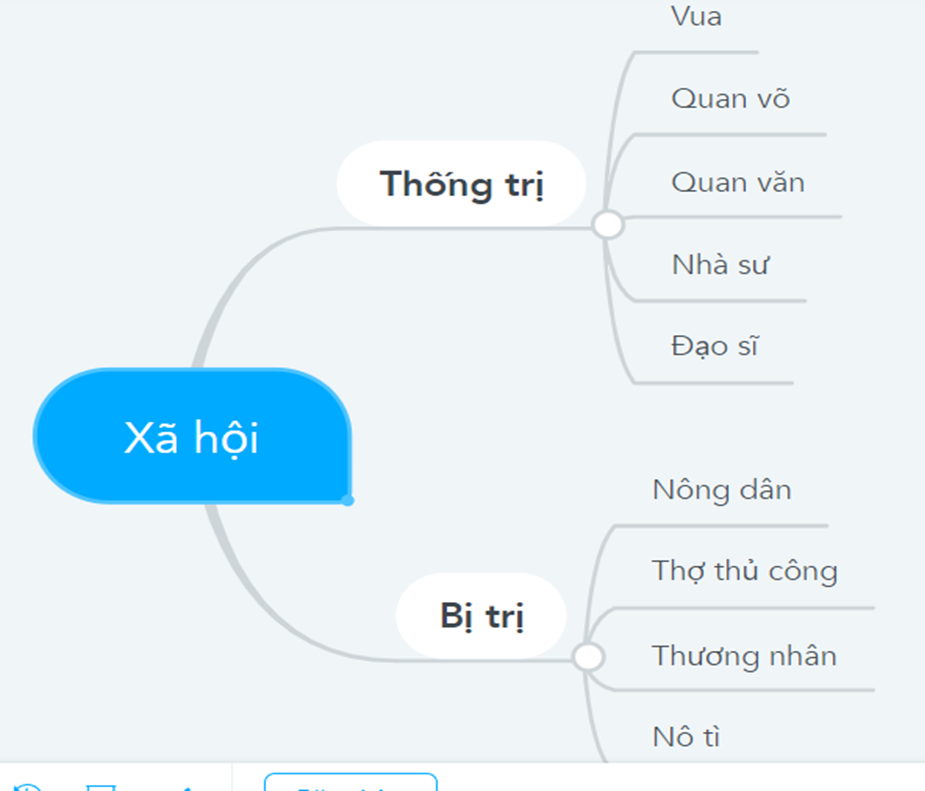 Vua
Quan võ
Thống trị
Quan văn
Nhà sư
Đạo sĩ
Xã hội
Nông dân
Thợ thủ công
Bị trị
Thương nhân
Nô tì